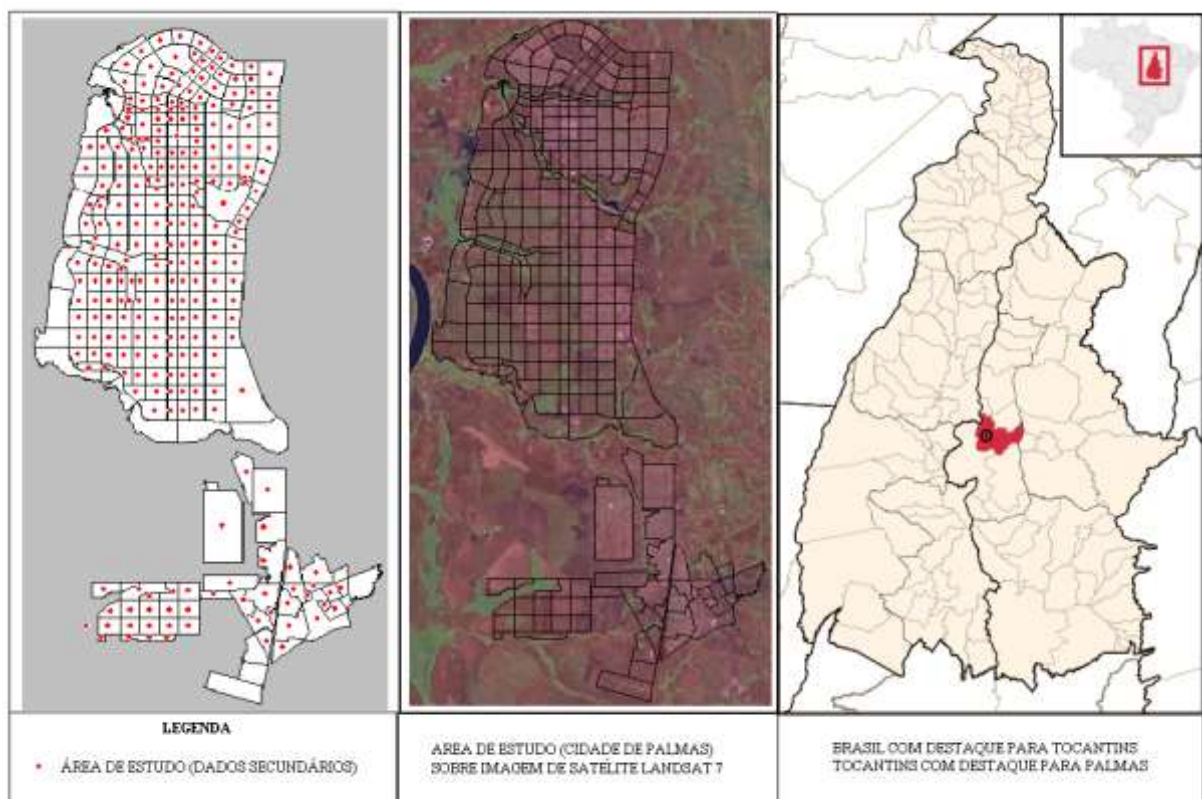 LEGENDA
ÁREA DE ESTUDO (DADOS SECUNDÁRIOS)
AREA DE ESTUDO (CIDADE DE PALMAS)
SOBRE IMAGEM DE SATELITE LANDSAT 7
BRASIL COM DESTAQUE PARA TOCANTINS
TOCANTINS COM DESTAQUE PARA PALMAS